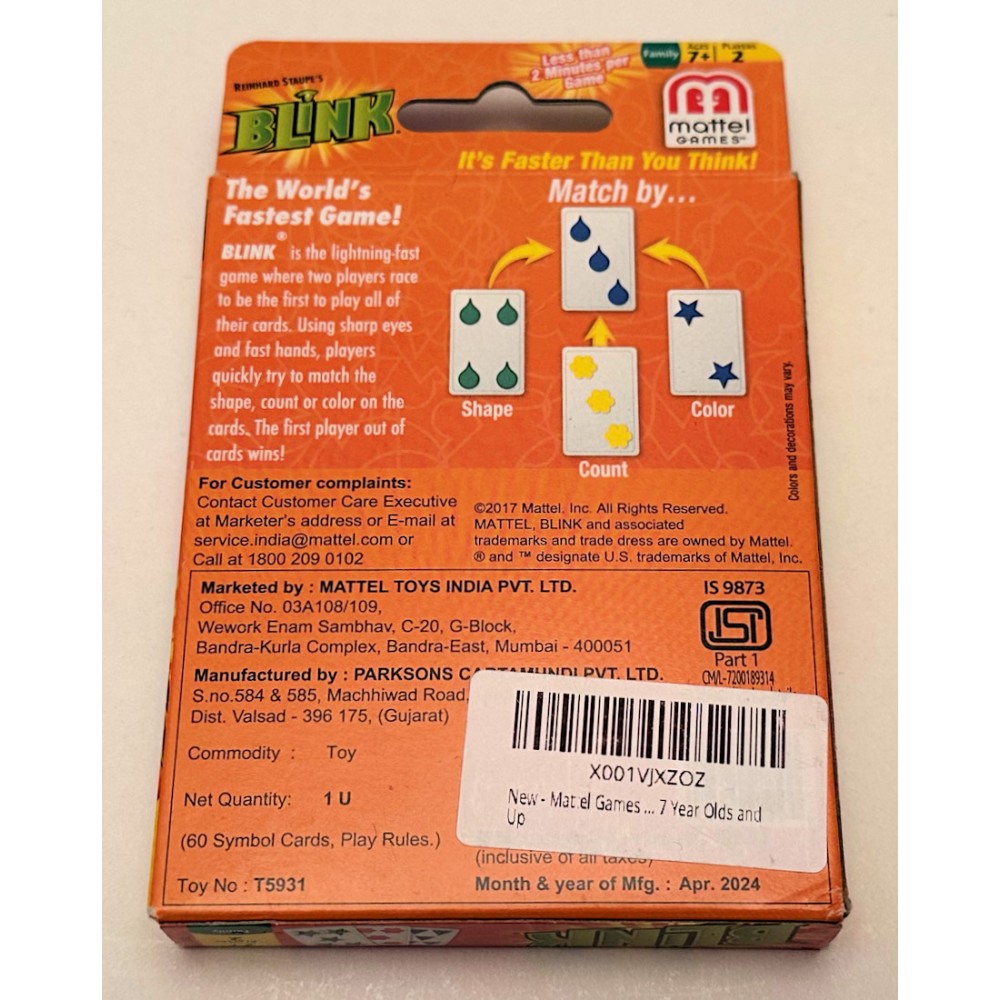 REINHARD STAUPE'S
BLINK
Less than
2 Minutes per
Game
Family
AGES
7+
PLAYERS
2
mattel
GAMES™
It's Faster Than You Think!
The World's
Fastest Game!
BLINK® is the lightning-fast
game where two players race
to be the first to play all of
their cards. Using sharp eyes
and fast hands, players
quickly try to match the
shape, count or color on the
cards. The first player out of
cards wins!
Match by...
Shape
Color
Count
Colors and decorations may vary.
For Customer complaints:
Contact Customer Care Executive
at Marketer's address or E-mail at
service.india@mattel.com or
Call at 1800 209 0102
©2017 Mattel. Inc. All Rights Reserved.
MATTEL, BLINK and associated
trademarks and trade dress are owned by Mattel.
® and ™ designate U.S. trademarks of Mattel, Inc.
Marketed by : MATTEL TOYS INDIA PVT. LTD.
Office No. 03A108/109,
Wework Enam Sambhav, C-20, G-Block,
Bandra-Kurla Complex, Bandra-East, Mumbai - 400051
IS 9873
ISI
Part 1
CM/L-7200189314
Manufactured by : PARKSONS CARTAMUNDI PVT. LTD.
S.no.584 & 585, Machhiwad Road,
Dist. Valsad - 396 175, (Gujarat)
Commodity : Toy
Net Quantity: 1 U
(60 Symbol Cards, Play Rules.)
Toy No : T5931
X001VJXZOZ
New - Mattel Games ... 7 Year Olds and
Up
(inclusive of all taxes)
Month & year of Mfg. : Apr. 2024
Family
BLINK